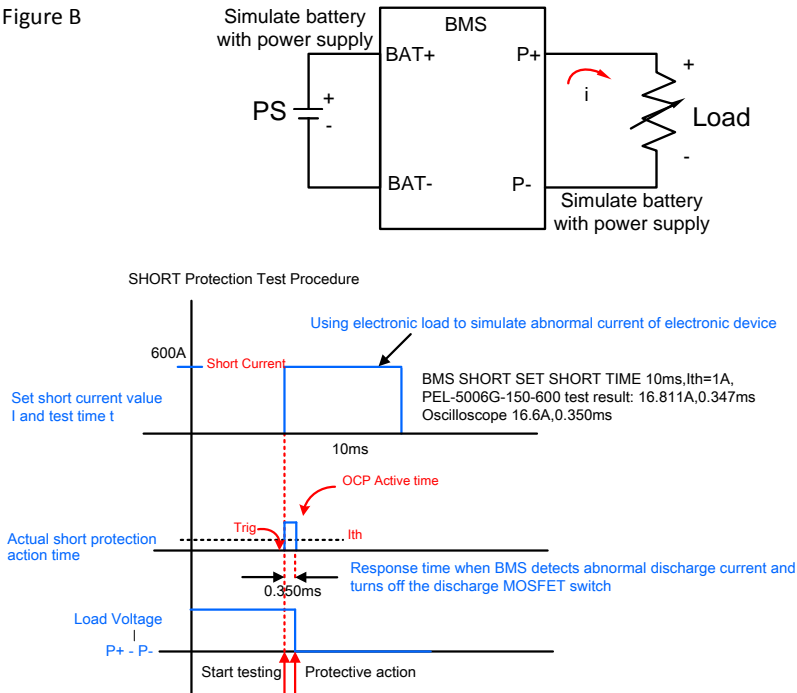 Figure B
Simulate battery
with power supply
BMS
BAT+
P+
+
i
+
PS
-
Load
-
BAT-
P-
Simulate battery
with power supply
SHORT Protection Test Procedure
Using electronic load to simulate abnormal current of electronic device
600A
Short Current
Set short current value
I and test time t
BMS SHORT SET SHORT TIME 10ms,Ith=1A,
PEL-5006G-150-600 test result: 16.811A,0.347ms
Oscilloscope 16.6A,0.350ms
10ms
OCP Active time
Trig
Ith
Actual short protection
action time
Response time when BMS detects abnormal discharge current and
turns off the discharge MOSFET switch
0.350ms
Load Voltage
|
P+ - P-
Start testing
Protective action